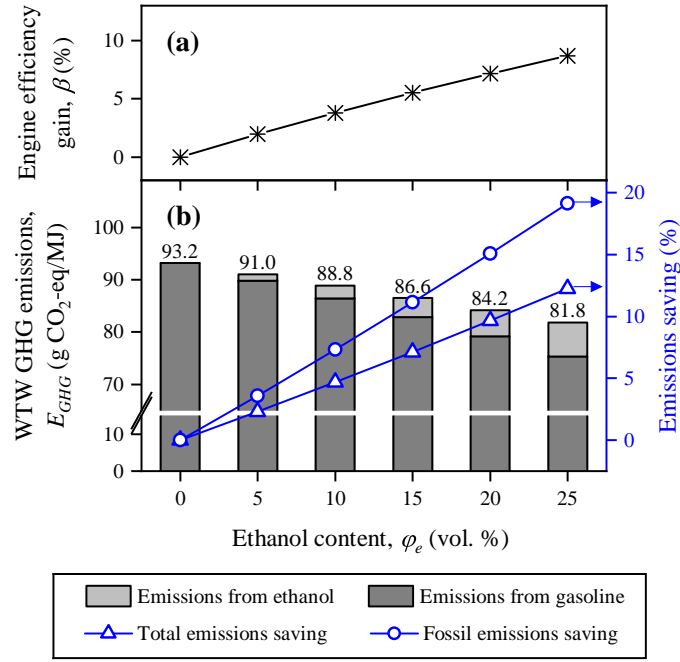 (a)
Engine efficiency
gain, β (%)
10
5
0
(b)
WTW GHG emissions,
E_GHG (g CO₂-eq/MJ)
100
90
80
70
10
0
93.2
91.0
88.8
86.6
84.2
81.8
20
15
10
5
0
Emissions saving (%)
0 5 10 15 20 25
Ethanol content, φₑ (vol. %)
Emissions from ethanol
Emissions from gasoline
Total emissions saving
Fossil emissions saving